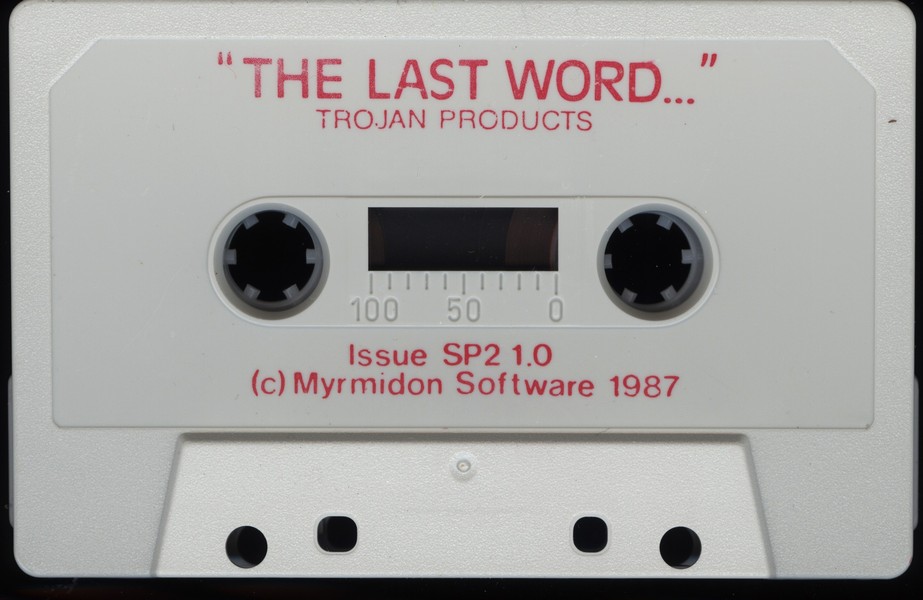 “THE LAST WORD...”
TROJAN PRODUCTS
100 50 0
Issue SP2 1.0
(c) Myrmidon Software 1987